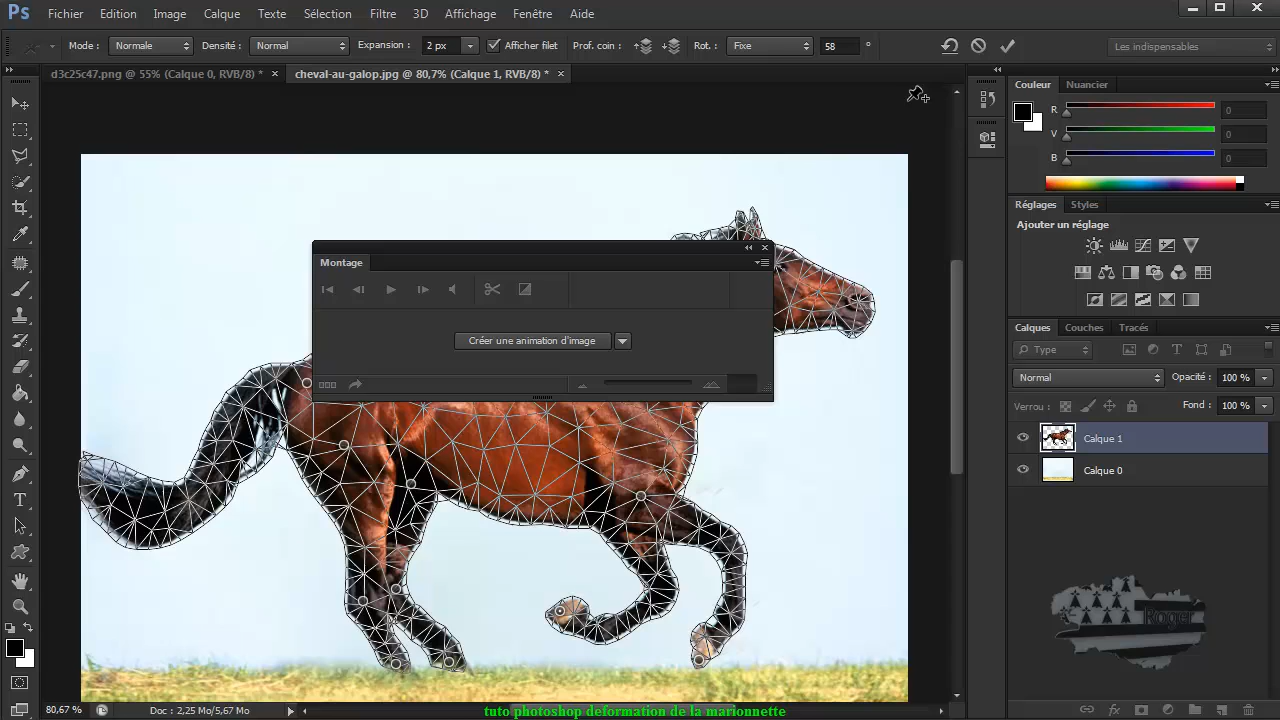 Ps Fichier Edition Image Calque Texte Sélection Filtre 3D Affichage Fenêtre Aide
Mode : Normale Densité : Normal Expansion : 2 px Afficher filet Prof. coin : Rot. : Fixe 58 ° Les indispensables
d3c25c47.png @ 55% (Calque 0, RVB/8) * cheval-au-galop.jpg @ 80,7% (Calque 1, RVB/8) *
Couleur Nuancier
R 0
V 0
B 0
Réglages Styles
Ajouter un réglage
Montage
Créer une animation d'image
Calques Couches Tracés
Type
Normal Opacité : 100 %
Verrou : Fond : 100 %
Calque 1
Calque 0
Roger
80,67 % Doc : 2,25 Mo/5,67 Mo
tuto photoshop deformation de la marionnette